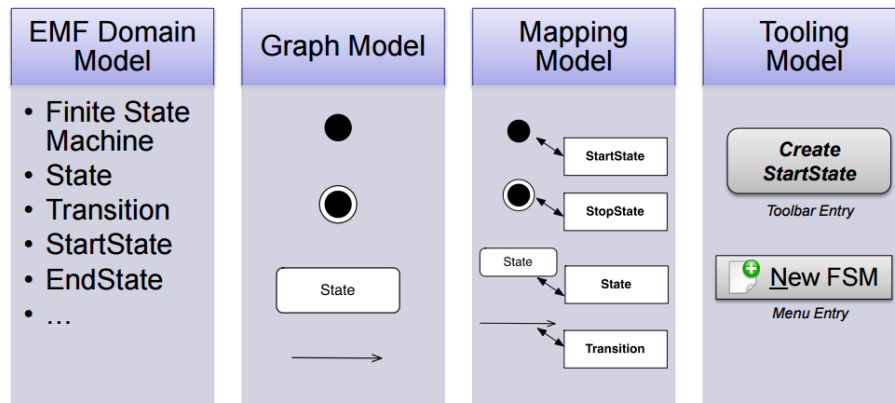 EMF Domain
Model
• Finite State
Machine
• State
• Transition
• StartState
• EndState
• ...
Graph Model
State
Mapping
Model
StartState
StopState
State
State
Transition
Tooling
Model
Create
StartState
Toolbar Entry
New FSM
Menu Entry